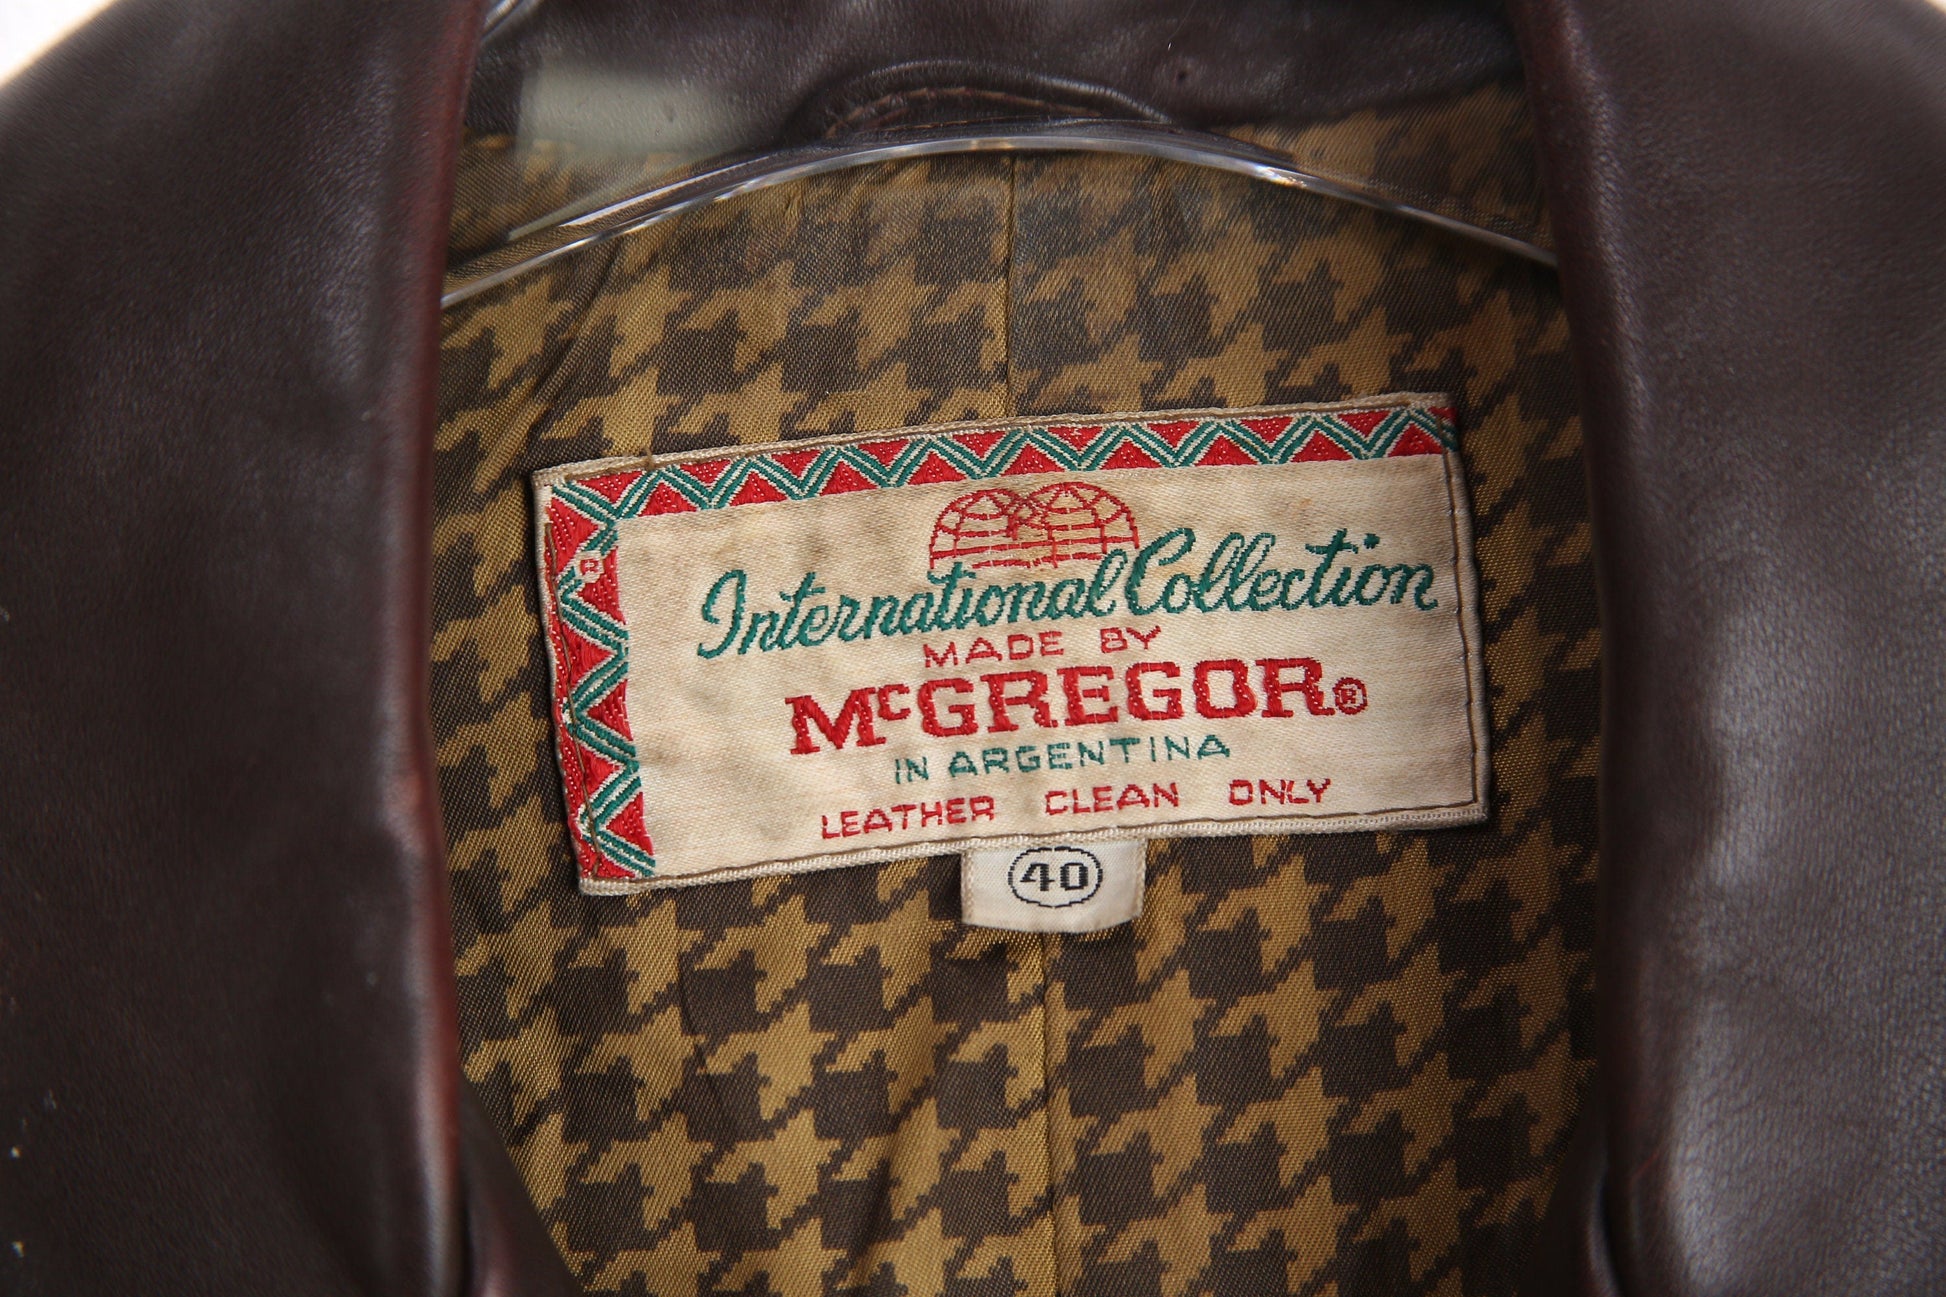 International Collection
MADE BY
McGREGOR®
IN ARGENTINA
LEATHER CLEAN ONLY
40
®